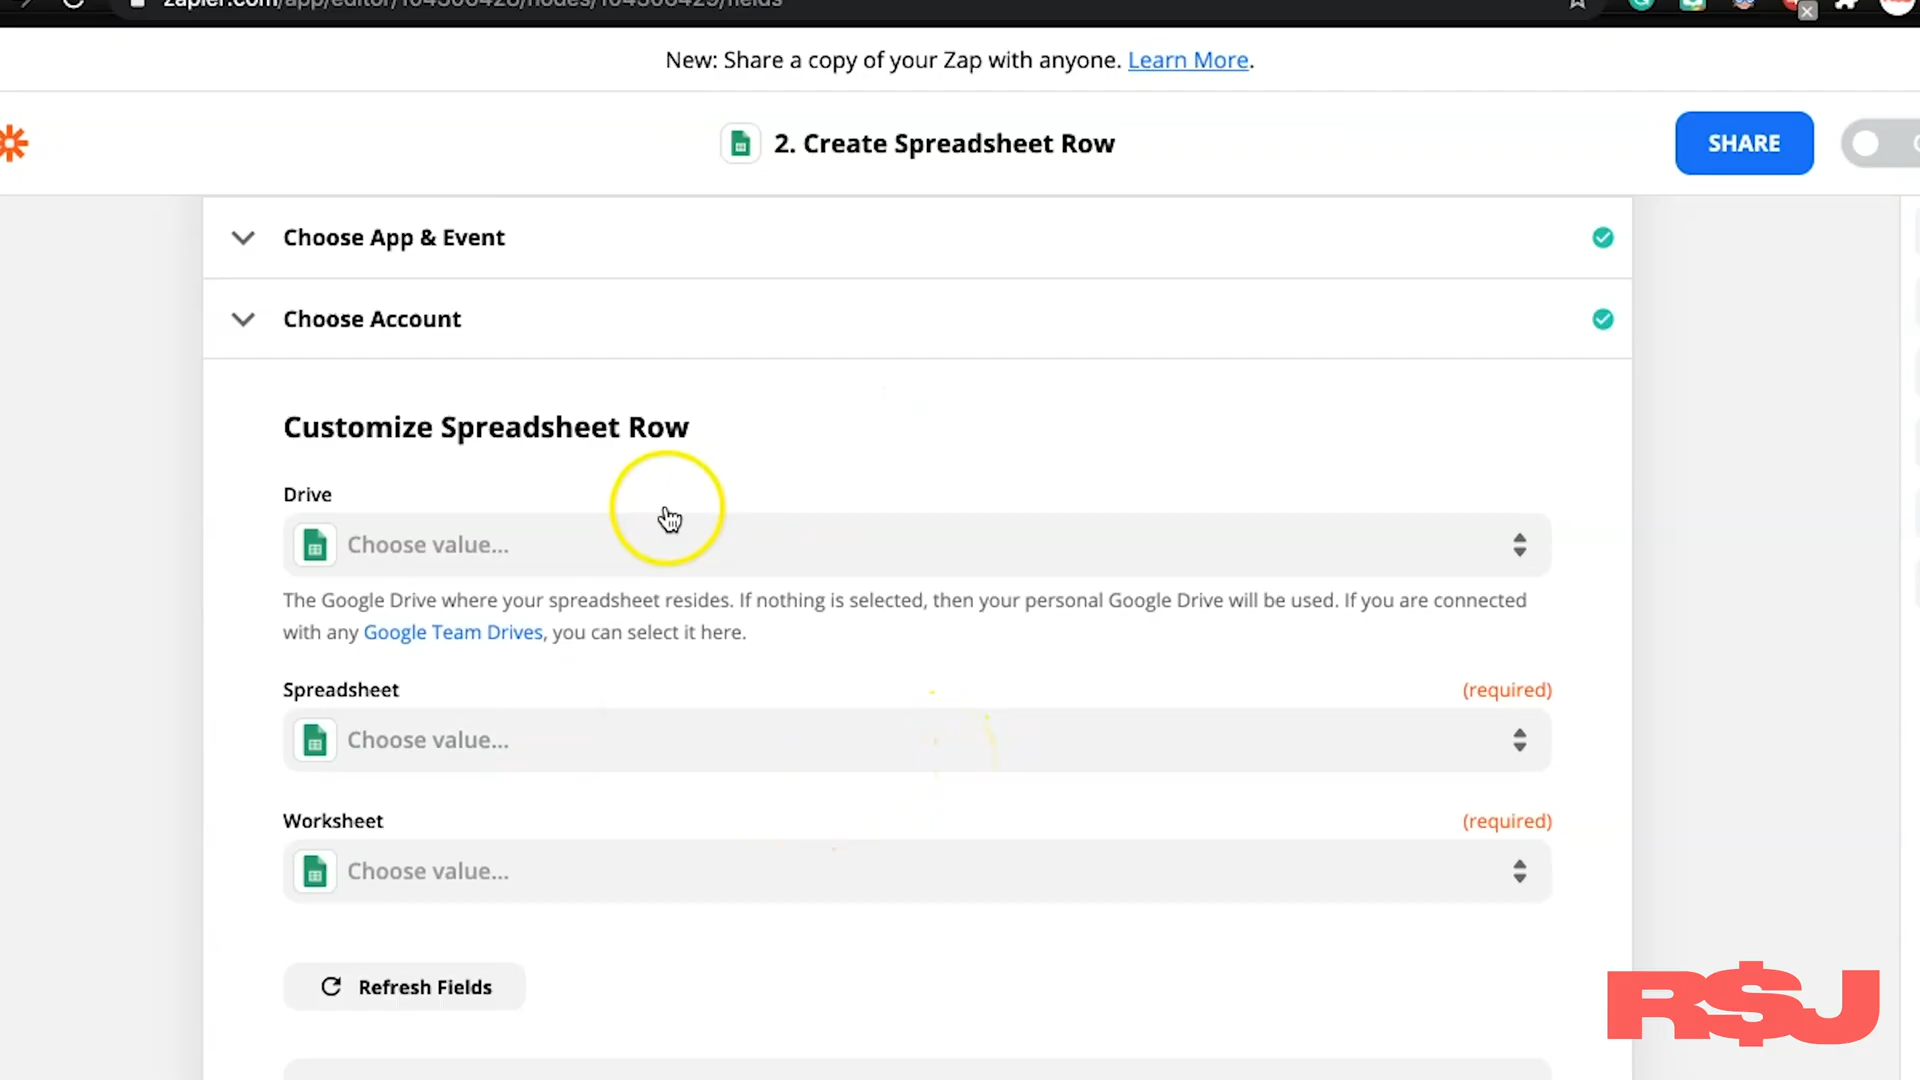 New: Share a copy of your Zap with anyone. Learn More.
2. Create Spreadsheet Row
SHARE
Choose App & Event
Choose Account
Customize Spreadsheet Row
Drive
Choose value...
The Google Drive where your spreadsheet resides. If nothing is selected, then your personal Google Drive will be used. If you are connected
with any Google Team Drives, you can select it here.
Spreadsheet (required)
Choose value...
Worksheet (required)
Choose value...
Refresh Fields
R$J